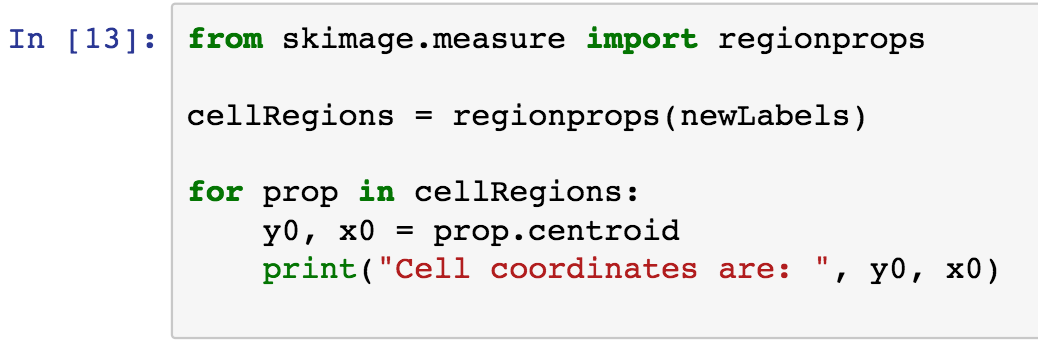 In [13]: from skimage.measure import regionprops
cellRegions = regionprops(newLabels)
for prop in cellRegions:
    y0, x0 = prop.centroid
    print("Cell coordinates are: ", y0, x0)